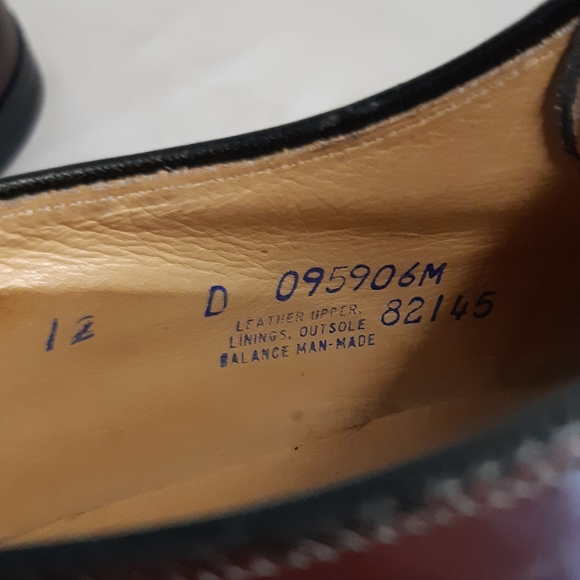 12 D 095906M
LEATHER UPPER, 82145
LININGS, OUTSOLE
BALANCE MAN-MADE